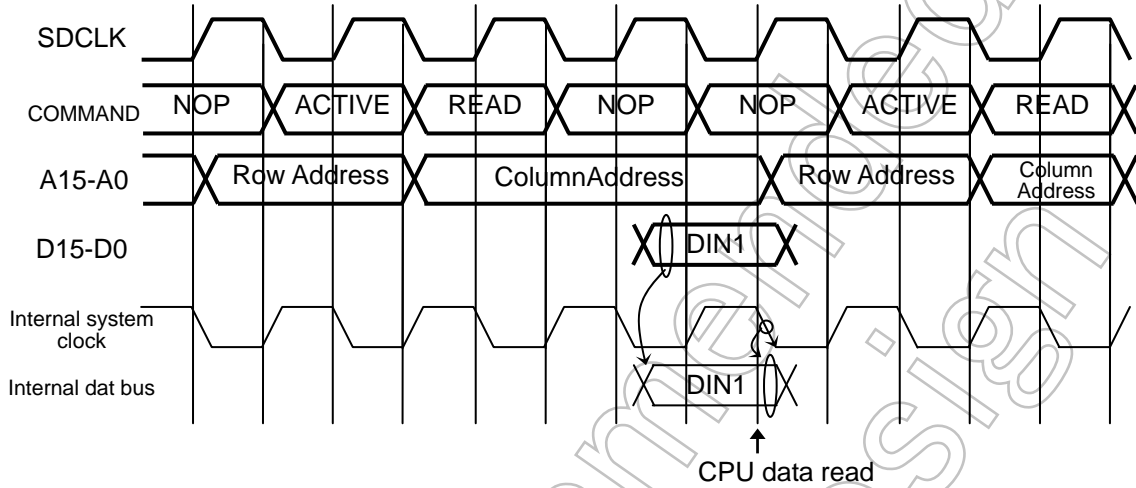 SDCLK
COMMAND NOP ACTIVE READ NOP NOP ACTIVE READ
A15-A0 Row Address ColumnAddress Row Address Column Address
D15-D0 DIN1
Internal system clock
Internal dat bus DIN1
CPU data read